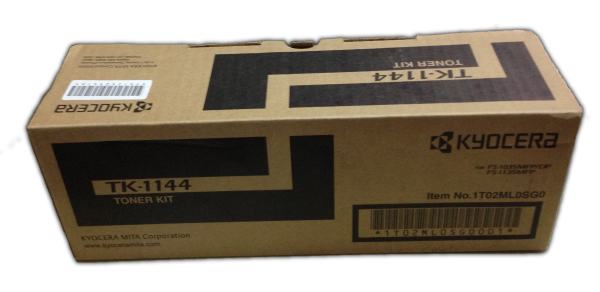 TK-1144
TONER KIT
KYOCERA
KYOCERA
FS-1035MFP/DP
FS-1135MFP
TK-1144
TONER KIT
Item No.1T02ML0SG0
*1T02ML0SG0001*
KYOCERA MITA Corporation
www.kyoceramita.com